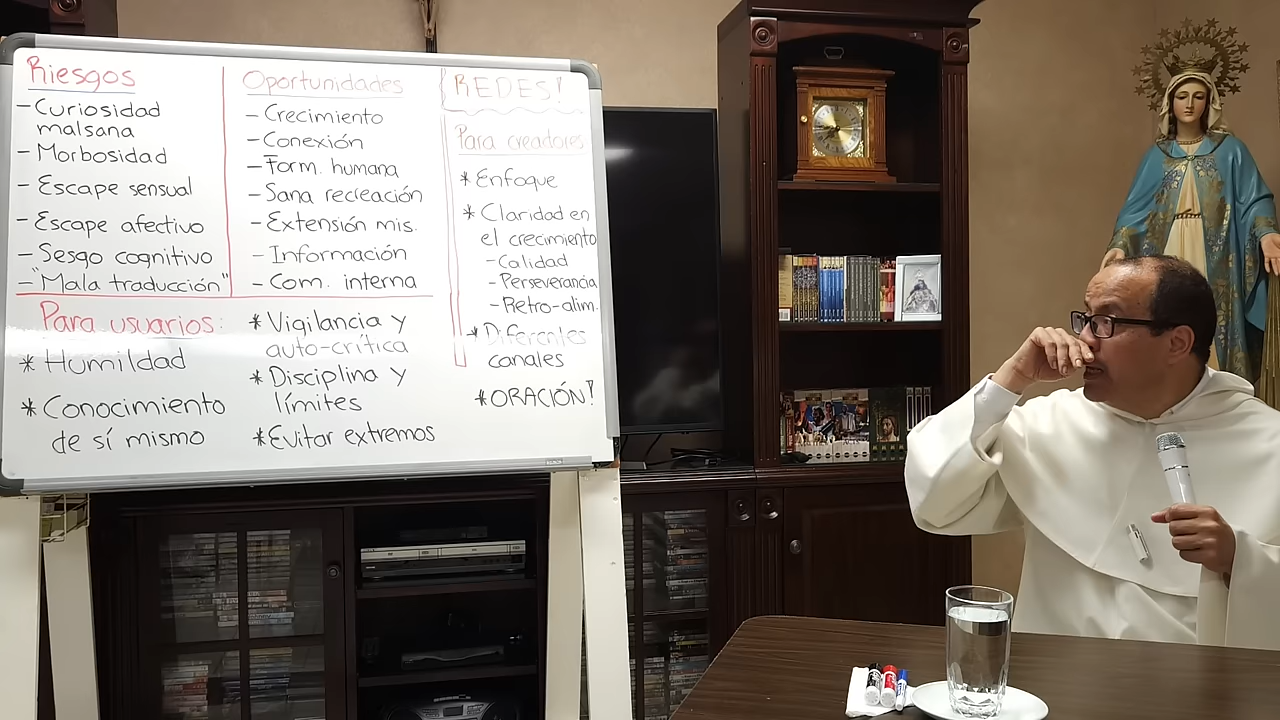 Riesgos
- Curiosidad
malsana
- Morbosidad
- Escape sensual
- Escape afectivo
- Sesgo cognitivo
- "Mala traducción"
Oportunidades
- Crecimiento
- Conexión
- Form. humana
- Sana recreación
- Extensión mis.
- Información
- Com. interna
REDES!
Para creadores
* Enfoque
* Claridad en
el crecimiento
- Calidad
- Perseverancia
- Retro-alim.
* Diferentes
canales
* ORACIÓN!
Para usuarios:
* Humildad
* Conocimiento
de sí mismo
* Vigilancia y
auto-crítica
* Disciplina y
límites
* Evitar extremos